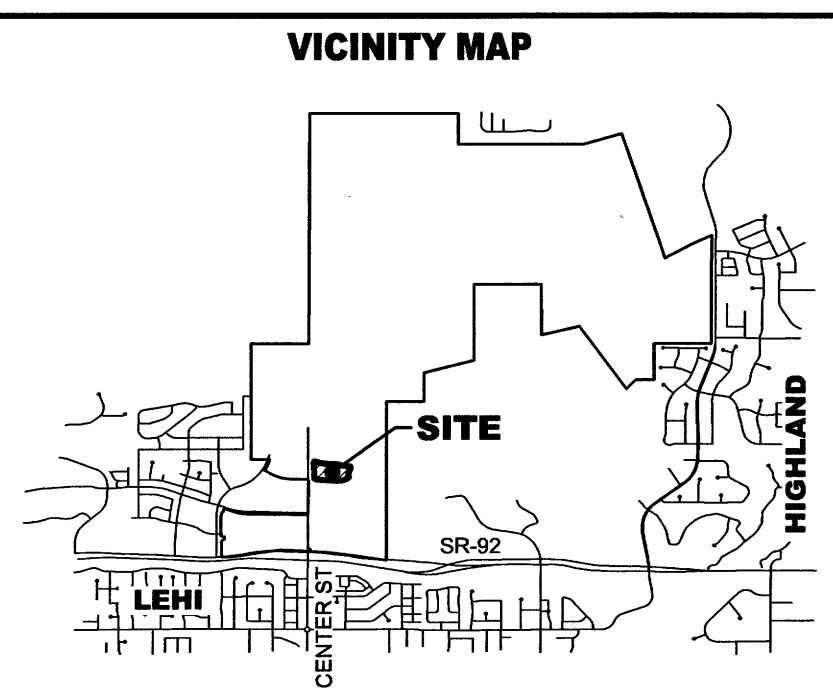 VICINITY MAP
SITE
HIGHLAND
SR-92
LEHI
CENTER ST